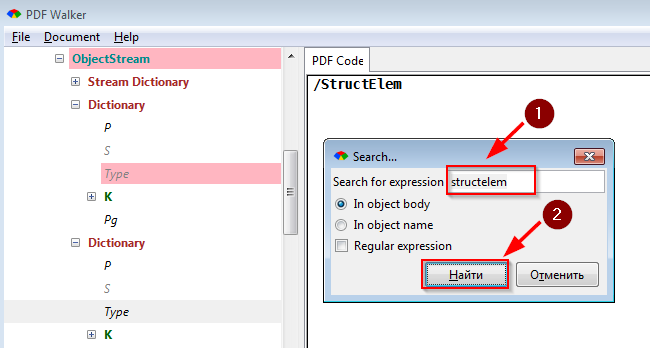 PDF Walker
File Document Help
ObjectStream
Stream Dictionary
Dictionary
P
S
Type
K
Pg
Dictionary
P
S
Type
K
PDF Code
/StructElem
1
Search...
Search for expression structelem
In object body
In object name
2
Regular expression
Найти Отменить